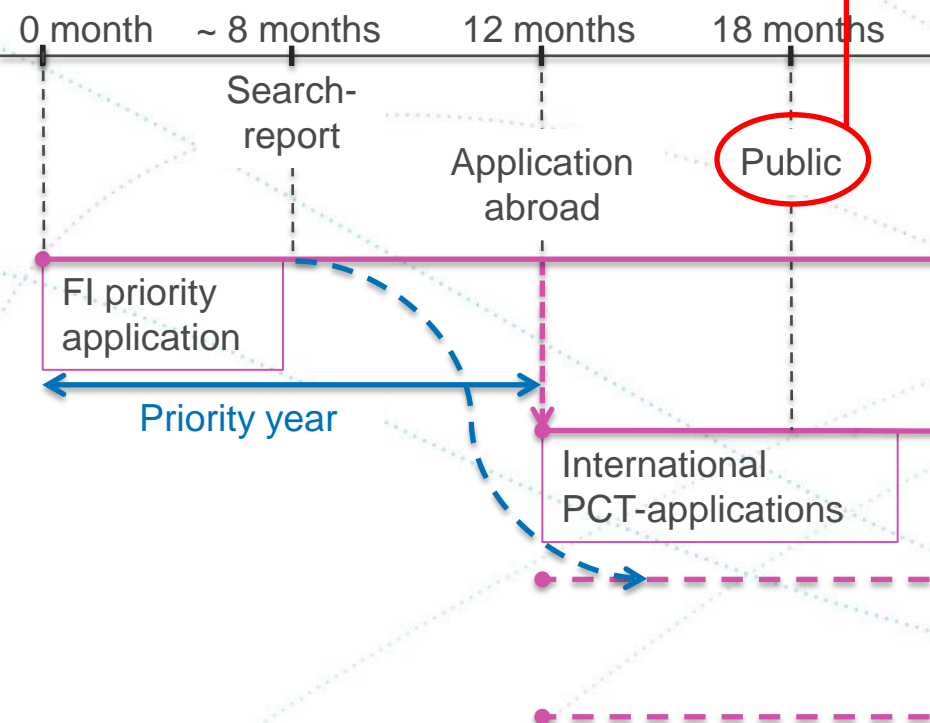 0 month ~ 8 months 12 months 18 months
Search-
report
Application
abroad
Public
FI priority
application
Priority year
International
PCT-applications